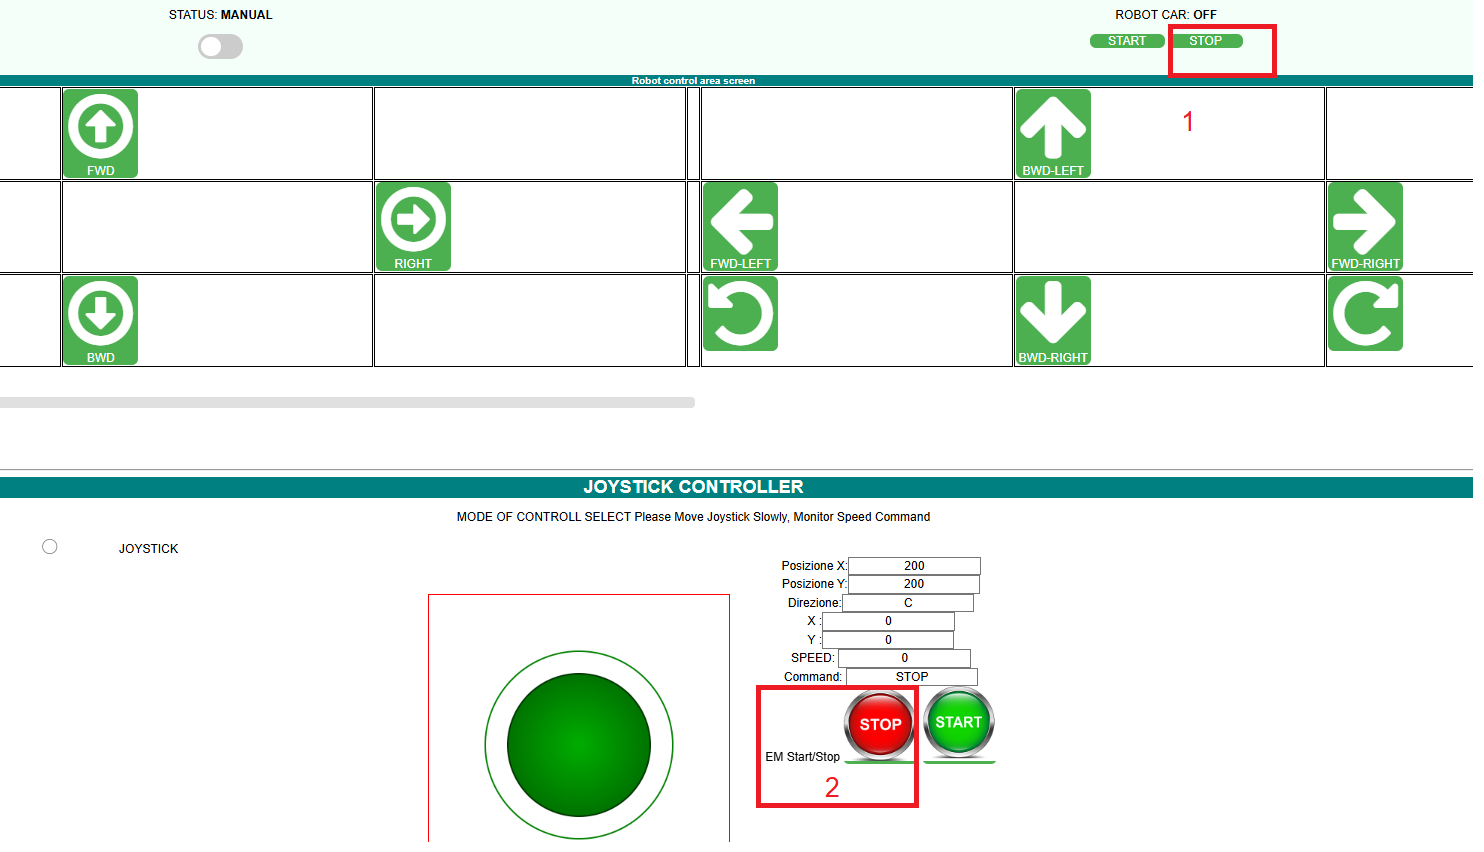 STATUS: MANUAL
ROBOT CAR: OFF
START
STOP
Robot control area screen
FWD
BWD-LEFT
1
RIGHT
FWD-LEFT
FWD-RIGHT
BWD
BWD-RIGHT
JOYSTICK CONTROLLER
MODE OF CONTROLL SELECT Please Move Joystick Slowly, Monitor Speed Command
JOYSTICK
Posizione X: 200
Posizione Y: 200
Direzione: C
X : 0
Y : 0
SPEED: 0
Command: STOP
EM Start/Stop STOP START
2